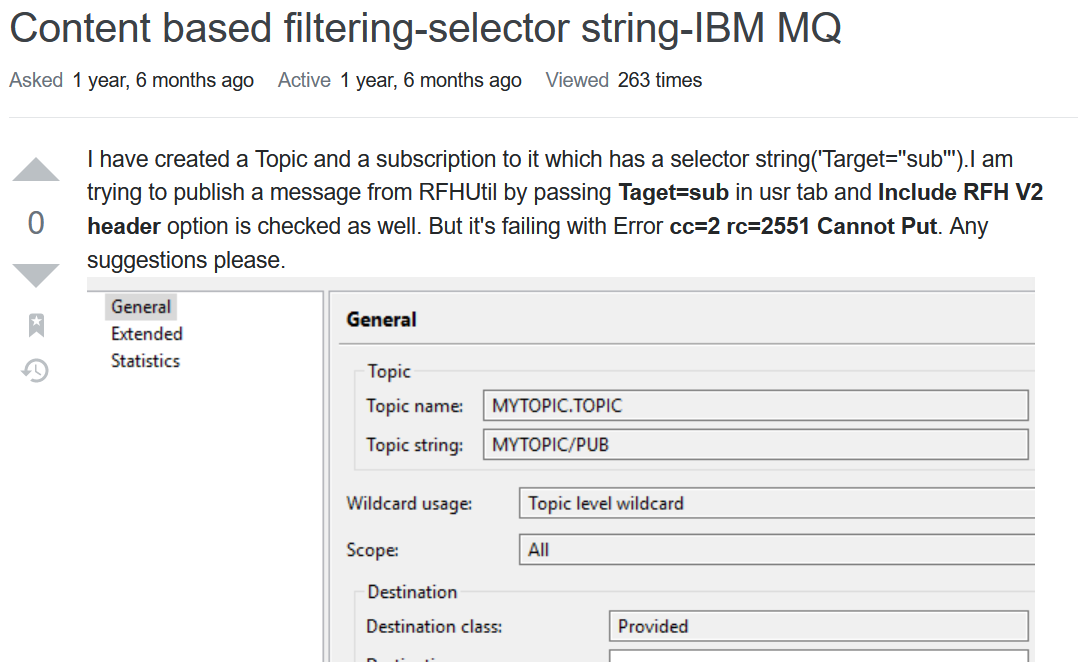 Content based filtering-selector string-IBM MQ
Asked 1 year, 6 months ago Active 1 year, 6 months ago Viewed 263 times
I have created a Topic and a subscription to it which has a selector string('Target="sub"').I am
trying to publish a message from RFHUtil by passing Taget=sub in usr tab and Include RFH V2
0
header option is checked as well. But it's failing with Error cc=2 rc=2551 Cannot Put. Any
suggestions please.
General
Extended
Statistics
General
Topic
Topic name: MYTOPIC.TOPIC
Topic string: MYTOPIC/PUB
Wildcard usage: Topic level wildcard
Scope: All
Destination
Destination class: Provided